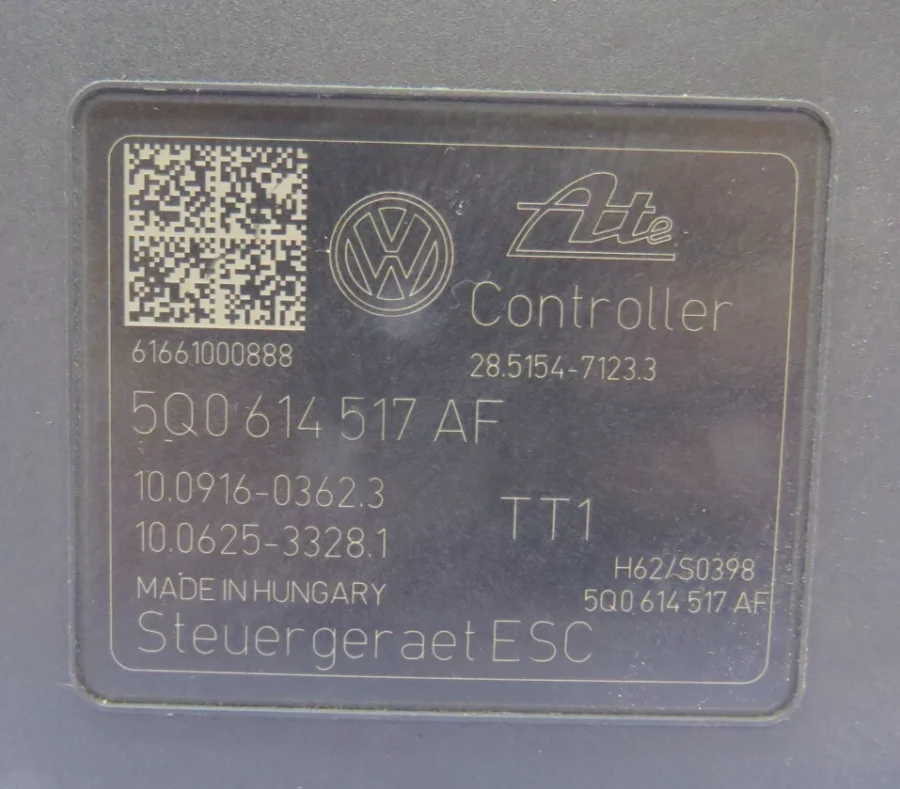 Ate
Controller
61661000888
28.5154-7123.3
5Q0 614 517 AF
10.0916-0362.3
TT1
10.0625-3328.1
H62/S0398
MADE IN HUNGARY
5Q0 614 517 AF
Steuergeraet ESC